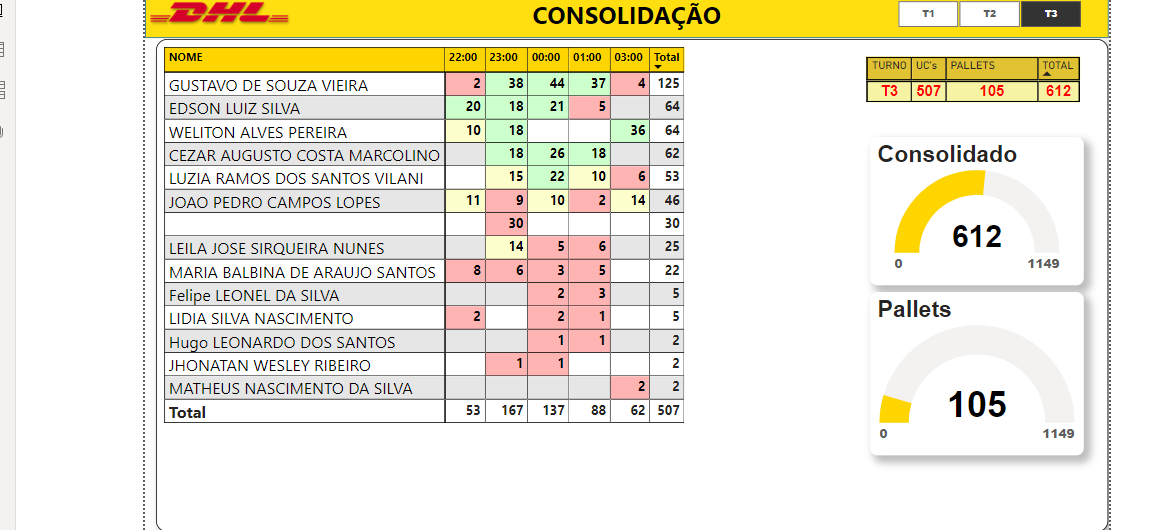 DHL
CONSOLIDAÇÃO
T1 T2 T3
NOME 22:00 23:00 00:00 01:00 03:00 Total
GUSTAVO DE SOUZA VIEIRA 2 38 44 37 4 125
EDSON LUIZ SILVA 20 18 21 5 64
WELITON ALVES PEREIRA 10 18 36 64
CEZAR AUGUSTO COSTA MARCOLINO 18 26 18 62
LUZIA RAMOS DOS SANTOS VILANI 15 22 10 6 53
JOAO PEDRO CAMPOS LOPES 11 9 10 2 14 46
30 30
LEILA JOSE SIRQUEIRA NUNES 14 5 6 25
MARIA BALBINA DE ARAUJO SANTOS 8 6 3 5 22
Felipe LEONEL DA SILVA 2 3 5
LIDIA SILVA NASCIMENTO 2 2 1 5
Hugo LEONARDO DOS SANTOS 1 1 2
JHONATAN WESLEY RIBEIRO 1 1 2
MATHEUS NASCIMENTO DA SILVA 2 2
Total 53 167 137 88 62 507
TURNO UC's PALLETS TOTAL
T3 507 105 612
Consolidado
612
0 1149
Pallets
105
0 1149